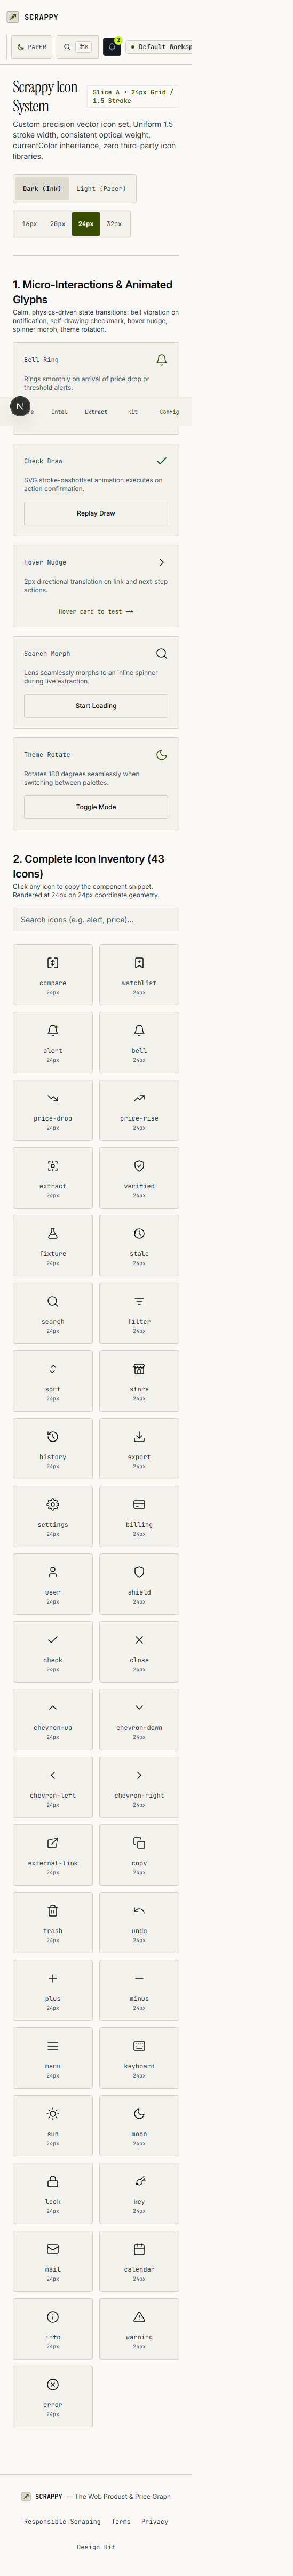 SCRAPPY
PAPER
⌘K
2
Default Worksp
Scrappy Icon
System
Slice A • 24px Grid /
1.5 Stroke
Custom precision vector icon set. Uniform 1.5
stroke width, consistent optical weight,
currentColor inheritance, zero third-party icon
libraries.
Dark (Ink)
Light (Paper)
16px
20px
24px
32px
1. Micro-Interactions & Animated
Glyphs
Calm, physics-driven state transitions: bell vibration on
notification, self-drawing checkmark, hover nudge,
spinner morph, theme rotation.
Bell Ring
Rings smoothly on arrival of price drop or
threshold alerts.
N
Intel
Extract
Kit
Config
Check Draw
SVG stroke-dashoffset animation executes on
action confirmation.
Replay Draw
Hover Nudge
2px directional translation on link and next-step
actions.
Hover card to test →
Search Morph
Lens seamlessly morphs to an inline spinner
during live extraction.
Start Loading
Theme Rotate
Rotates 180 degrees seamlessly when
switching between palettes.
Toggle Mode
2. Complete Icon Inventory (43
Icons)
Click any icon to copy the component snippet.
Rendered at 24px on 24px coordinate geometry.
Search icons (e.g. alert, price)...
compare
24px
watchlist
24px
alert
24px
bell
24px
price-drop
24px
price-rise
24px
extract
24px
verified
24px
fixture
24px
stale
24px
search
24px
filter
24px
sort
24px
store
24px
history
24px
export
24px
settings
24px
billing
24px
user
24px
shield
24px
check
24px
close
24px
chevron-up
24px
chevron-down
24px
chevron-left
24px
chevron-right
24px
external-link
24px
copy
24px
trash
24px
undo
24px
plus
24px
minus
24px
menu
24px
keyboard
24px
sun
24px
moon
24px
lock
24px
key
24px
mail
24px
calendar
24px
info
24px
warning
24px
error
24px
SCRAPPY — The Web Product & Price Graph
Responsible Scraping
Terms
Privacy
Design Kit